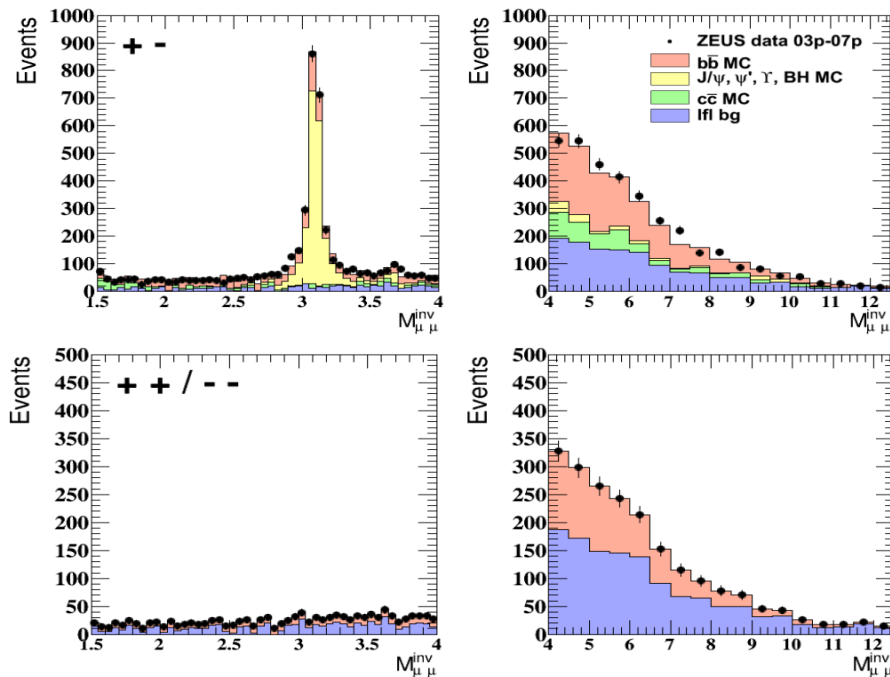 Events
1000
900
800
700
600
500
400
300
200
100
0
+ -
1.5 2 2.5 3 3.5 4
M inv μ μ
Events
1000
900
800
700
600
500
400
300
200
100
0
ZEUS data 03p-07p
bb̄ MC
J/ψ, ψ', ϒ, BH MC
cc̄ MC
lfl bg
4 5 6 7 8 9 10 11 12
M inv μ μ
Events
500
450
400
350
300
250
200
150
100
50
0
+ + / - -
1.5 2 2.5 3 3.5 4
M inv μ μ
Events
500
450
400
350
300
250
200
150
100
50
0
4 5 6 7 8 9 10 11 12
M inv μ μ